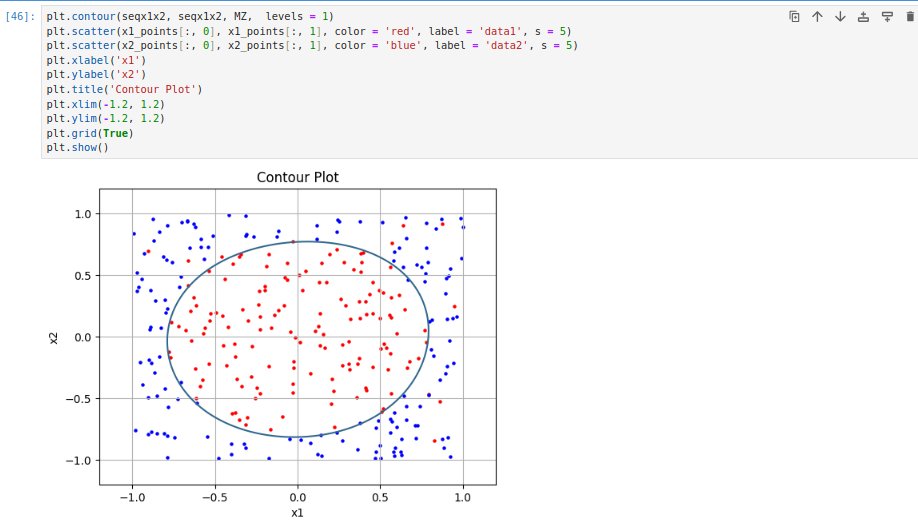 [46]: plt.contour(seqx1x2, seqx1x2, MZ,  levels = 1)
plt.scatter(x1_points[:, 0], x1_points[:, 1], color = 'red', label = 'data1', s = 5)
plt.scatter(x2_points[:, 0], x2_points[:, 1], color = 'blue', label = 'data2', s = 5)
plt.xlabel('x1')
plt.ylabel('x2')
plt.title('Contour Plot')
plt.xlim(-1.2, 1.2)
plt.ylim(-1.2, 1.2)
plt.grid(True)
plt.show()
Contour Plot
1.0
0.5
0.0
−0.5
−1.0
x2
−1.0 −0.5 0.0 0.5 1.0
x1